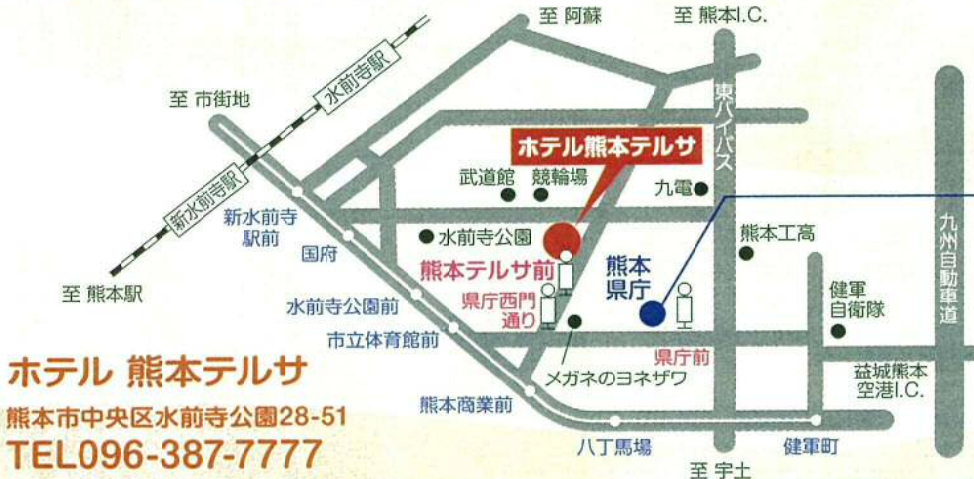 至 阿蘇
至 熊本I.C.
至 市街地
水前寺駅
新水前寺駅
東バイパス
ホテル熊本テルサ
武道館
競輪場
九電
新水前寺
駅前
国府
水前寺公園
熊本テルサ前
熊本
県庁
熊本工高
九州自動車道
至 熊本駅
水前寺公園前
県庁西門
通り
健軍
自衛隊
市立体育館前
県庁前
メガネのヨネザワ
益城熊本
空港I.C.
熊本商業前
八丁馬場
健軍町
至 宇土
ホテル 熊本テルサ
熊本市中央区水前寺公園28-51
TEL096-387-7777